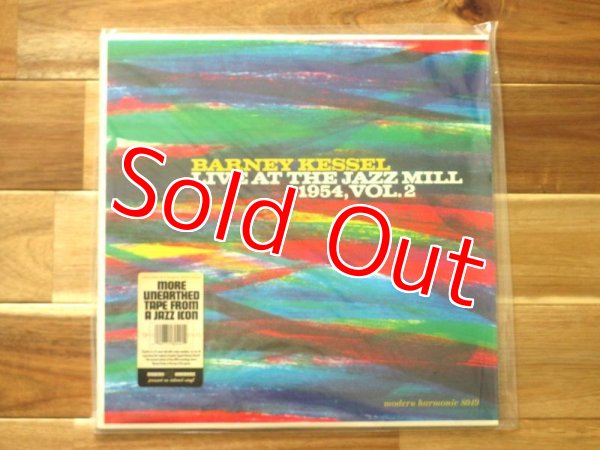 BARNEY KESSEL
LIVE AT THE JAZZ MILL
1954, VOL. 2
Sold Out
MORE
UNEARTHED
TAPE FROM
A JAZZ ICON
modern harmonic 8049